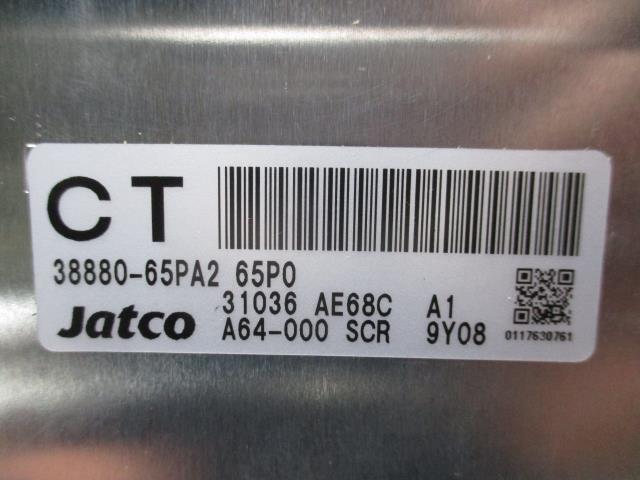 CT
38880-65PA2 65P0
31036 AE68C A1
Jatco A64-000 SCR 9Y08 0117630761